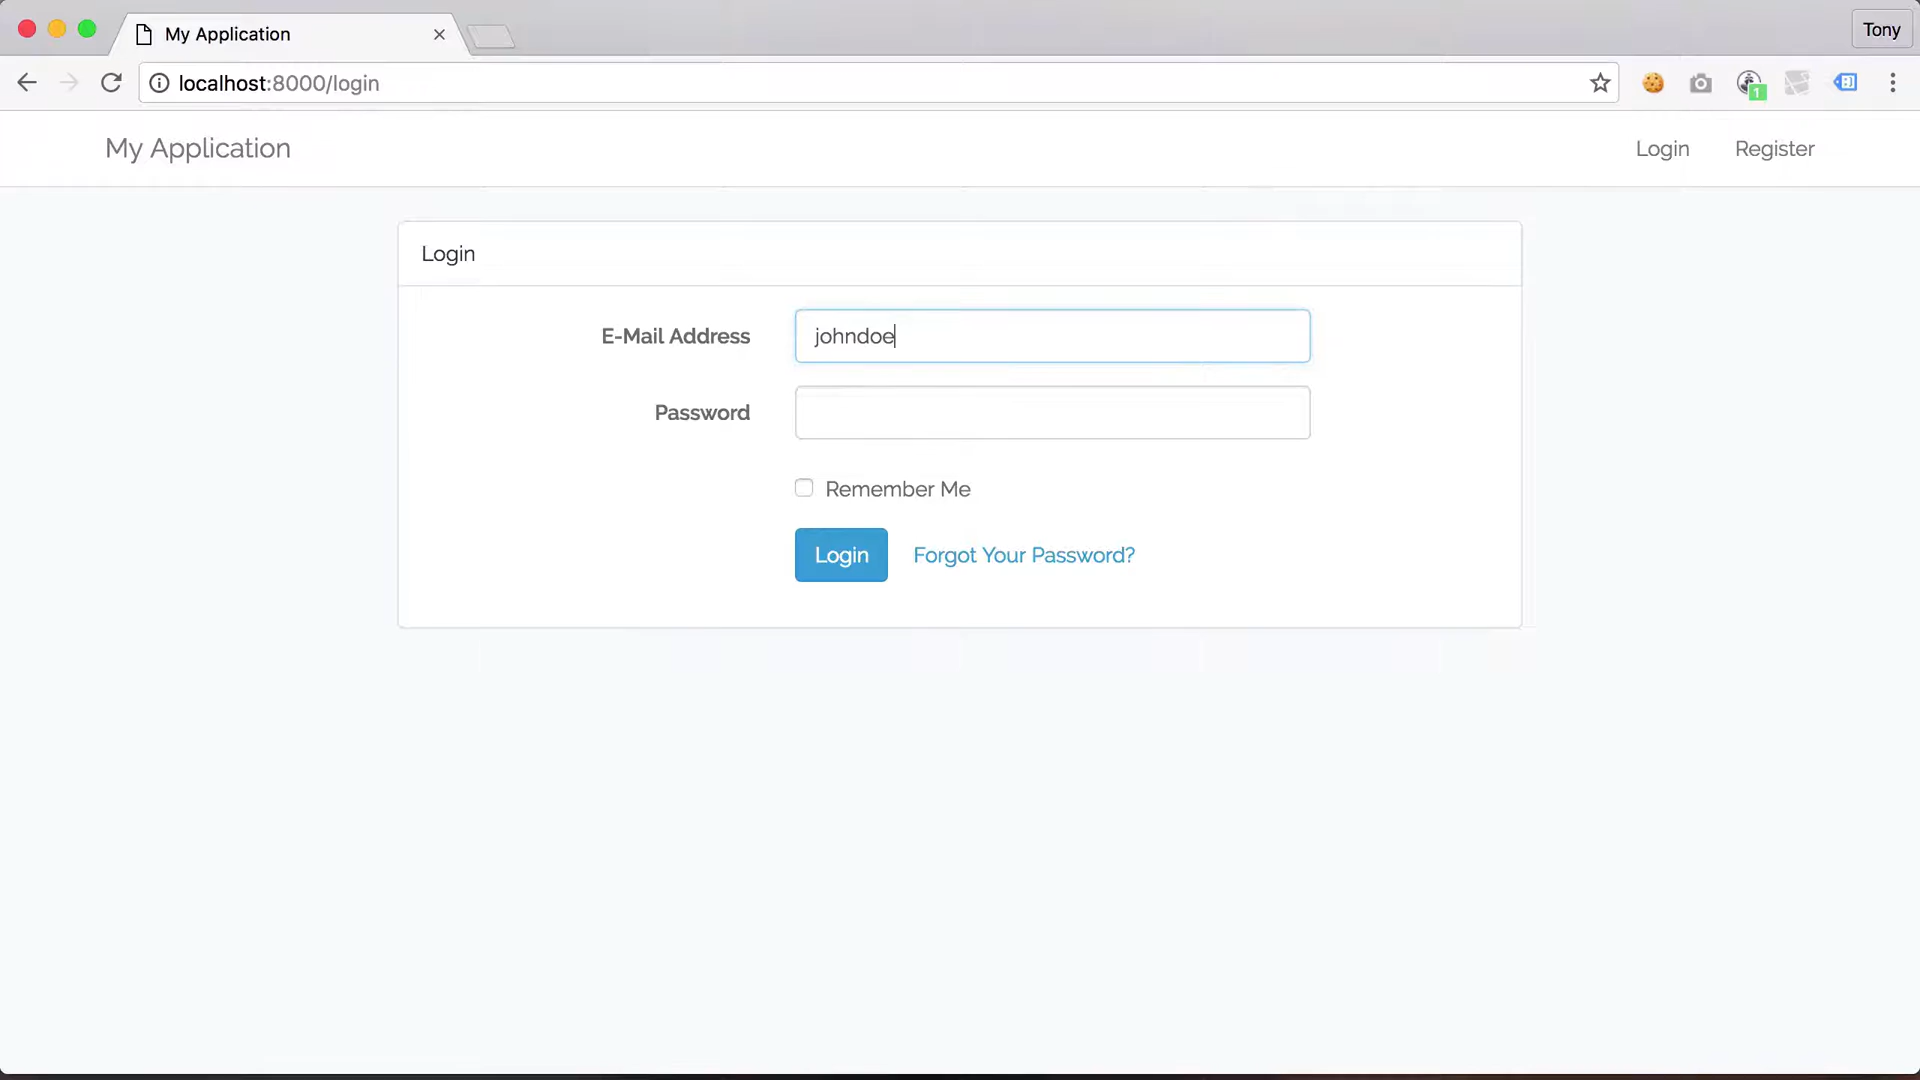 My Application
Tony
localhost:8000/login
1
My Application
Login
Register
Login
E-Mail Address
johndoe
Password
Remember Me
Login
Forgot Your Password?